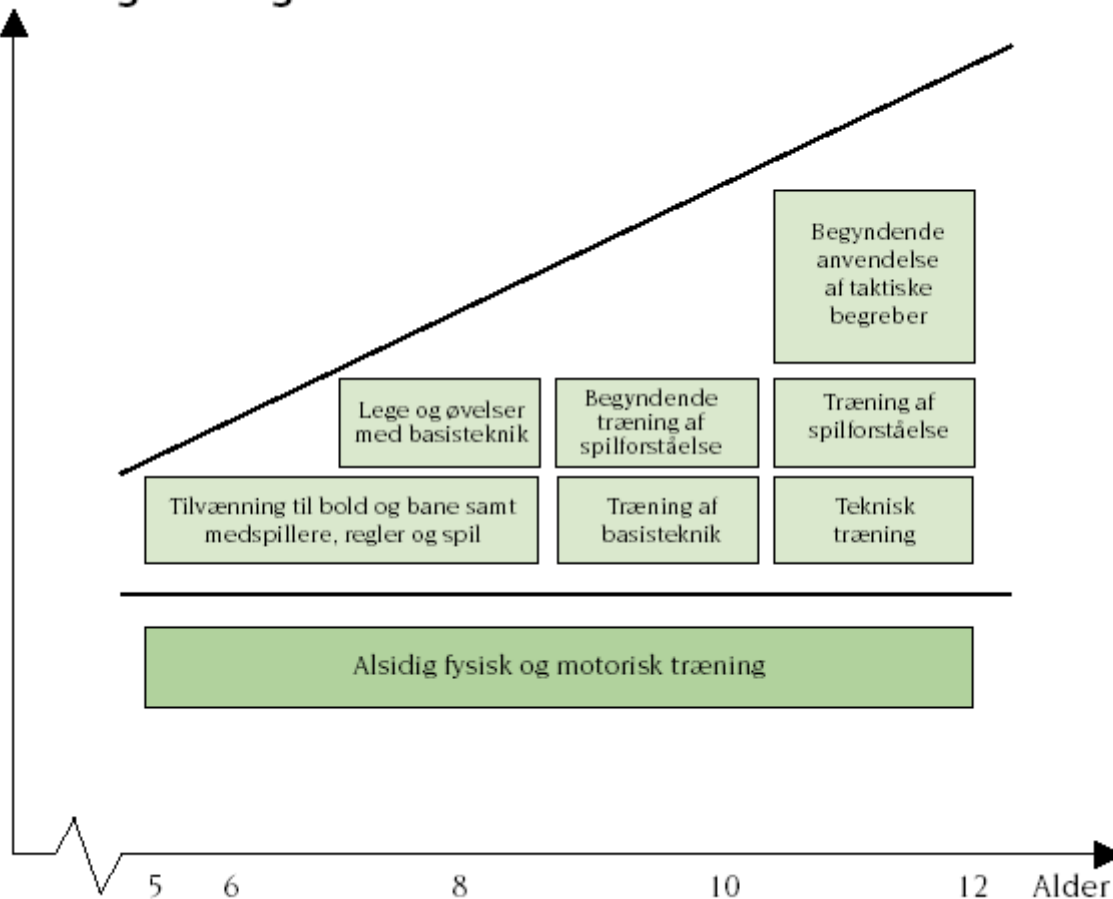 Begyndende
anvendelse
af taktiske
begreber
Lege og øvelser
med basisteknik
Begyndende
træning af
spilforståelse
Træning af
spilforståelse
Tilvænning til bold og bane samt
medspillere, regler og spil
Træning af
basisteknik
Teknisk
træning
Alsidig fysisk og motorisk træning
5 6 8 10 12 Alder